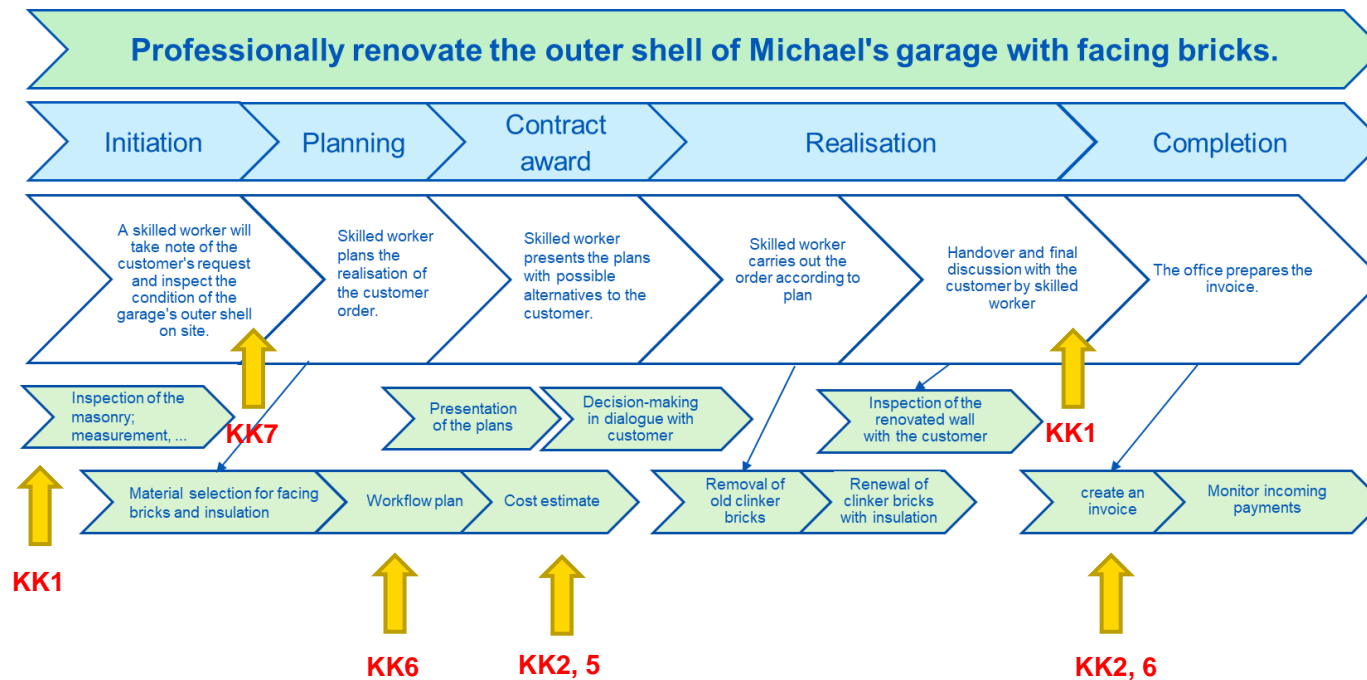 Professionally renovate the outer shell of Michael's garage with facing bricks.
Initiation
Planning
Contract
award
Realisation
Completion
A skilled worker will
take note of the
customer's request
and inspect the
condition of the
garage's outer shell
on site.
Skilled worker
plans the
realisation of
the customer
order.
Skilled worker
presents the plans
with possible
alternatives to the
customer.
Skilled worker
carries out the
order according to
plan
Handover and final
discussion with the
customer by skilled
worker
The office prepares the
invoice.
Inspection of the
masonry;
measurement, ...
KK7
Presentation
of the plans
Decision-making
in dialogue with
customer
Inspection of the
renovated wall
with the customer
KK1
Material selection for facing
bricks and insulation
Workflow plan
Cost estimate
Removal of
old clinker
bricks
Renewal of
clinker bricks
with insulation
create an
invoice
Monitor incoming
payments
KK1
KK6
KK2, 5
KK2, 6